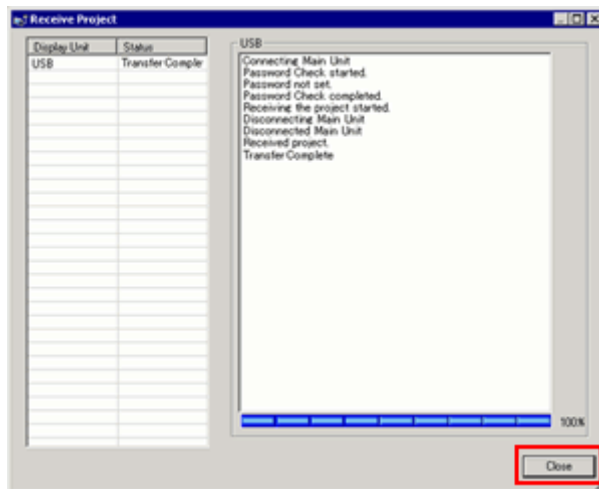 Receive Project
Display Unit Status
USB Transfer Compler
USB
Connecting Main Unit
Password Check started.
Password not set.
Password Check completed.
Receiving the project started.
Disconnecting Main Unit
Disconnected Main Unit
Received project.
Transfer Complete
100%
Close